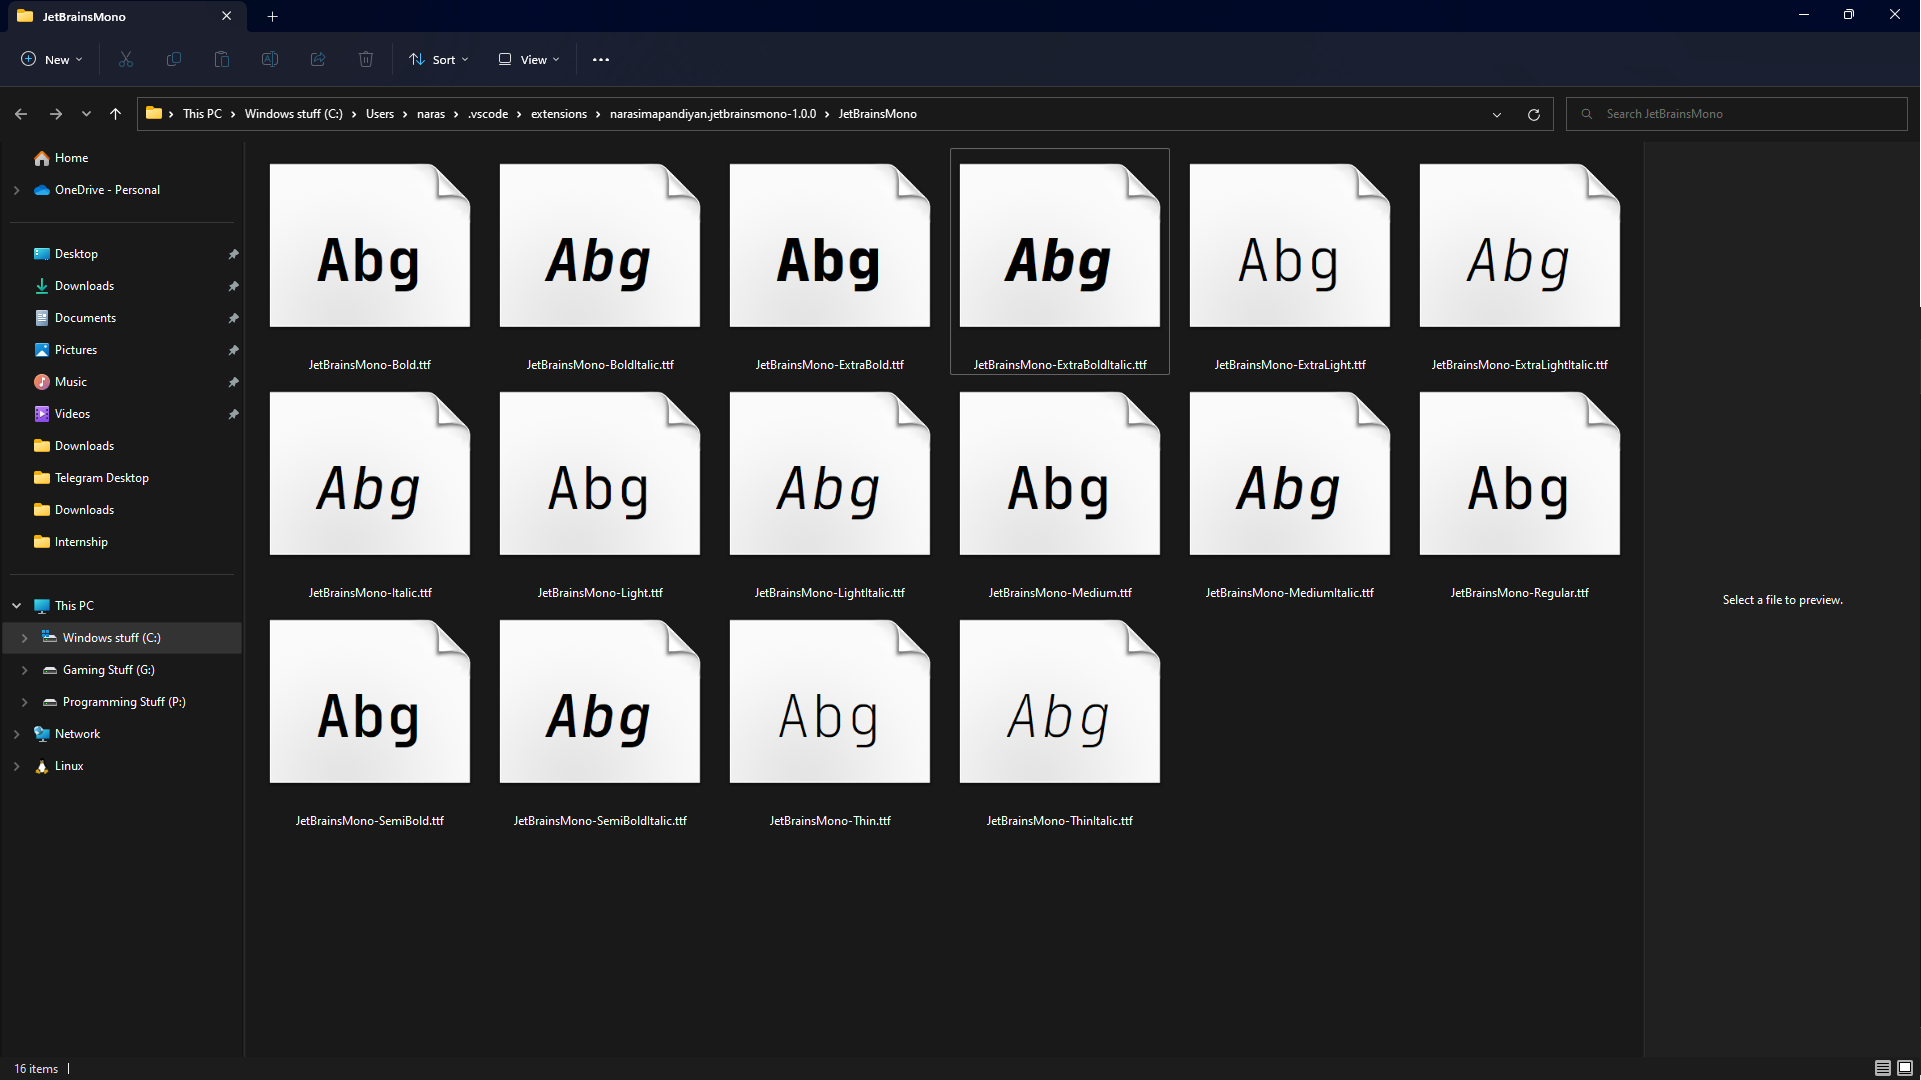 JetBrainsMono
New
Sort
View
This PC > Windows stuff (C:) > Users > naras > .vscode > extensions > narasimapandiyan.jetbrainsmono-1.0.0 > JetBrainsMono
Search JetBrainsMono
Home
OneDrive - Personal
Desktop
Downloads
Documents
Pictures
Music
Videos
Downloads
Telegram Desktop
Downloads
Internship
This PC
Windows stuff (C:)
Gaming Stuff (G:)
Programming Stuff (P:)
Network
Linux
Abg Abg Abg Abg Abg Abg
JetBrainsMono-Bold.ttf JetBrainsMono-BoldItalic.ttf JetBrainsMono-ExtraBold.ttf JetBrainsMono-ExtraBoldItalic.ttf JetBrainsMono-ExtraLight.ttf JetBrainsMono-ExtraLightItalic.ttf
Abg Abg Abg Abg Abg Abg
JetBrainsMono-Italic.ttf JetBrainsMono-Light.ttf JetBrainsMono-LightItalic.ttf JetBrainsMono-Medium.ttf JetBrainsMono-MediumItalic.ttf JetBrainsMono-Regular.ttf
Abg Abg Abg Abg
JetBrainsMono-SemiBold.ttf JetBrainsMono-SemiBoldItalic.ttf JetBrainsMono-Thin.ttf JetBrainsMono-ThinItalic.ttf
Select a file to preview.
16 items